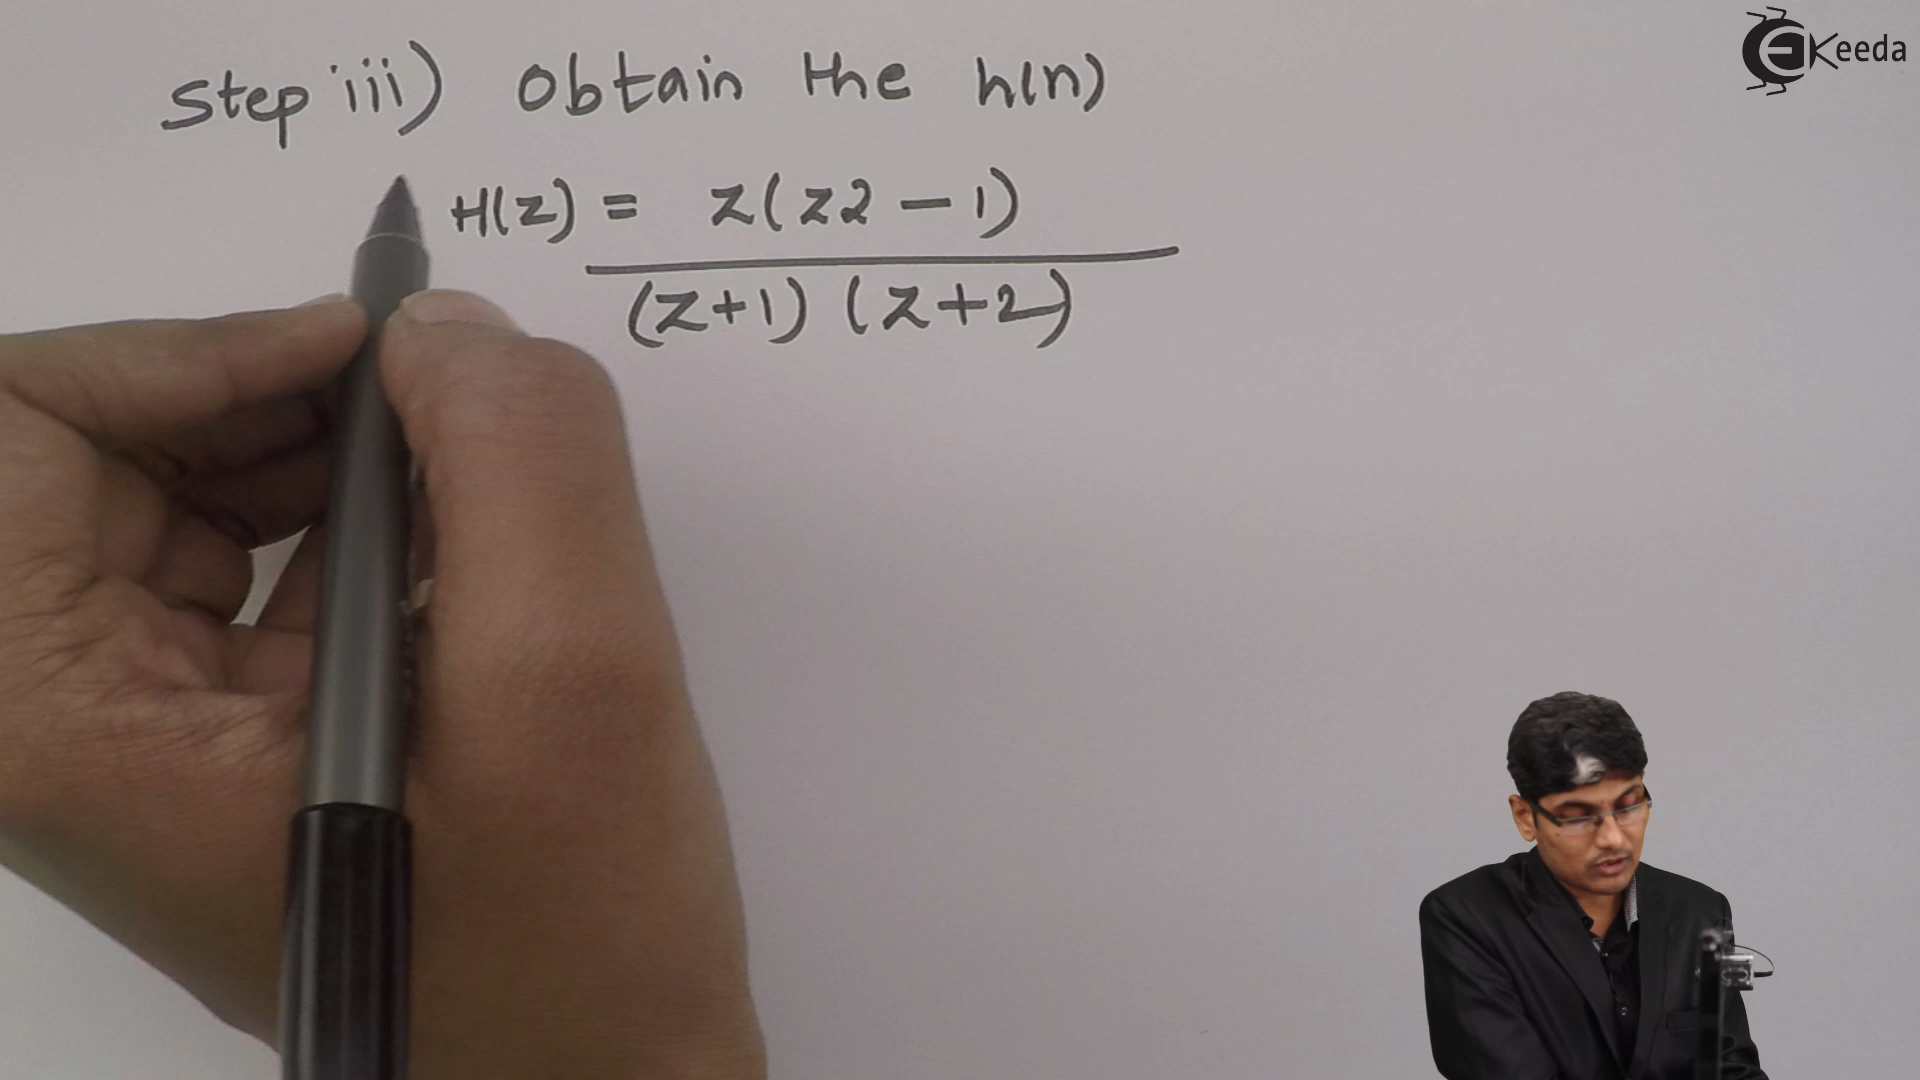 Keeda
Step iii) Obtain the h(n)
H(z) = z(z2-1)
(z+1) (z+2)